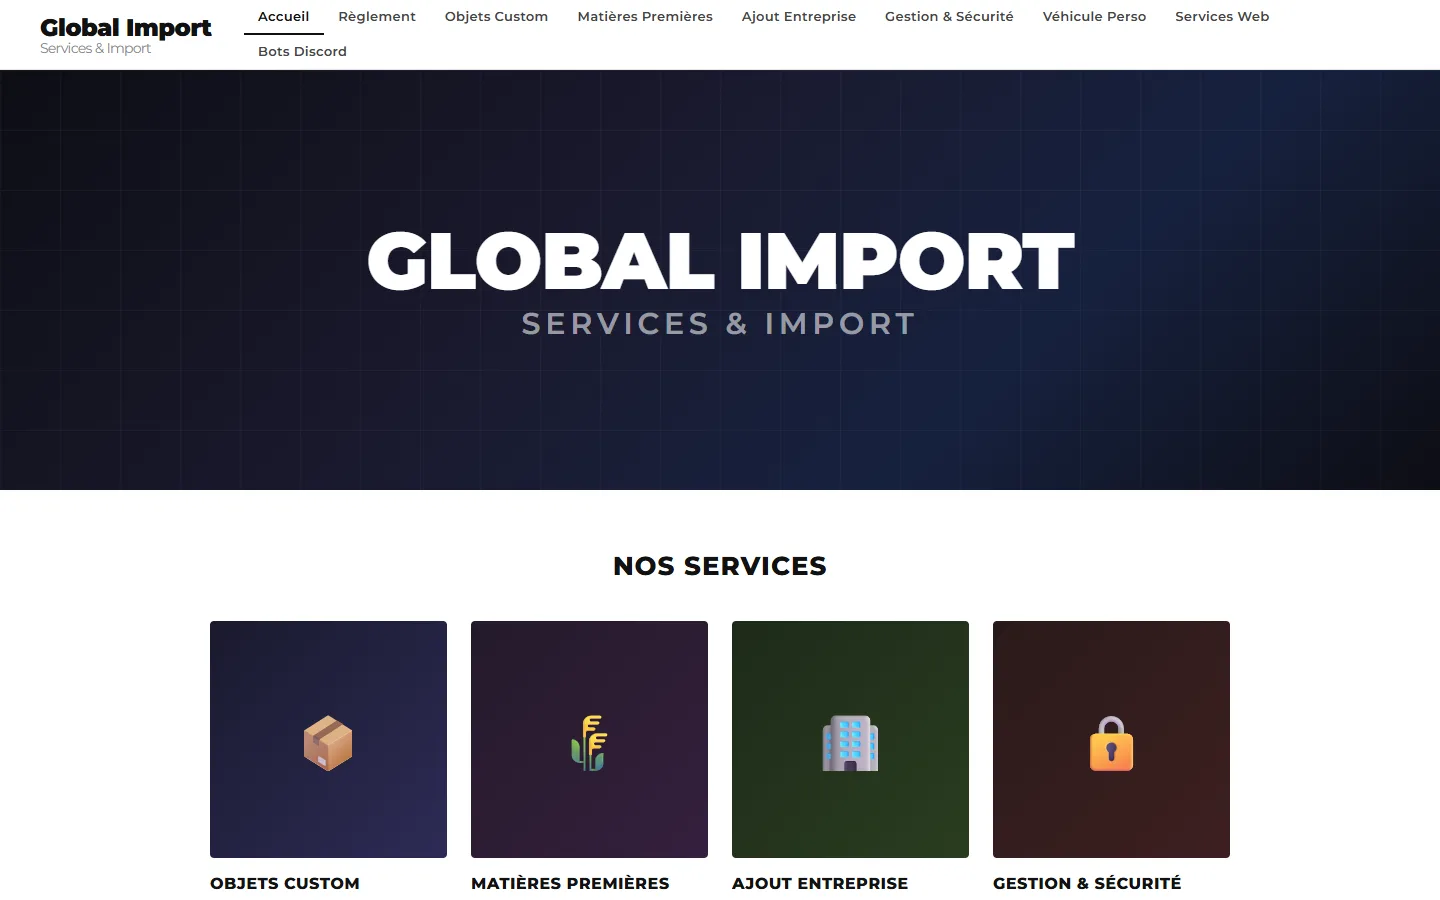 Global Import
Services & Import
Accueil
Règlement
Objets Custom
Matières Premières
Ajout Entreprise
Gestion & Sécurité
Véhicule Perso
Services Web
Bots Discord
GLOBAL IMPORT
SERVICES & IMPORT
NOS SERVICES
OBJETS CUSTOM
MATIÈRES PREMIÈRES
AJOUT ENTREPRISE
GESTION & SÉCURITÉ